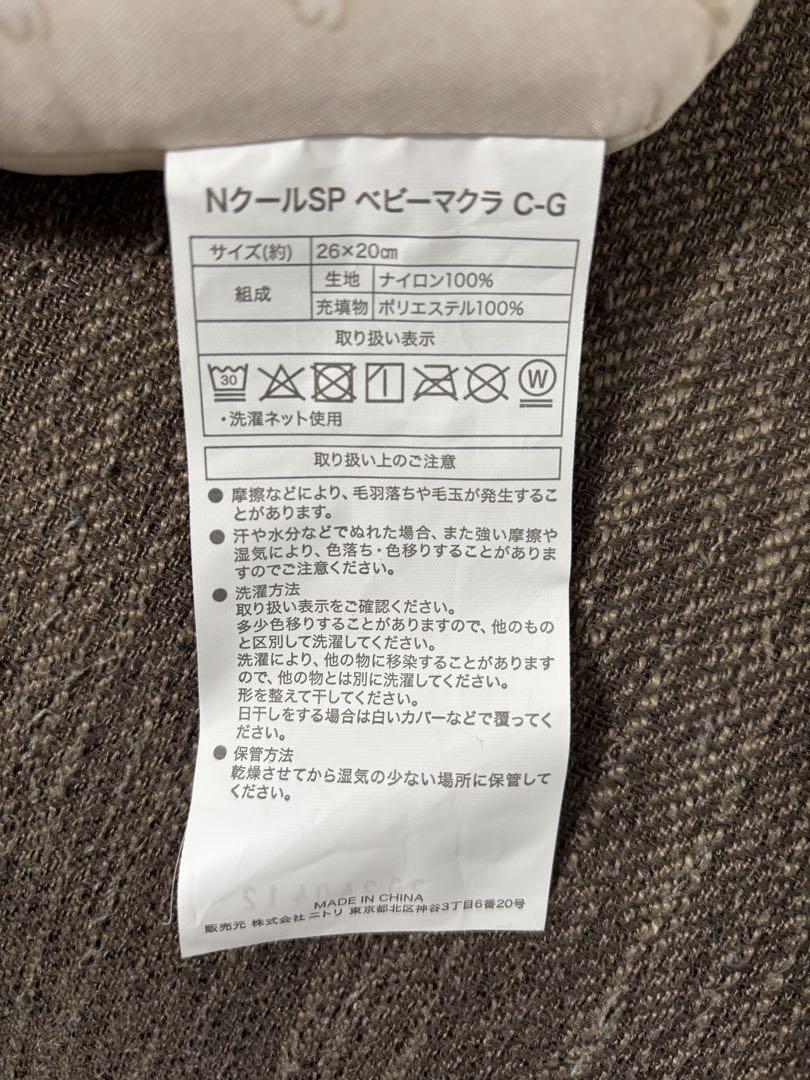 NクールSP ベビーマクラ C-G
サイズ(約) 26×20㎝
組成 生地 ナイロン100%
充填物 ポリエステル100%
取り扱い表示
30 W
・洗濯ネット使用
取り扱い上のご注意
● 摩擦などにより、毛羽落ちや毛玉が発生するこ
とがあります。
● 汗や水分などでぬれた場合、また強い摩擦や
湿気により、色落ち・色移りすることがありま
すのでご注意ください。
● 洗濯方法
取り扱い表示をご確認ください。
多少色移りすることがありますので、他のもの
と区別して洗濯してください。
洗濯により、他の物に移染することがあります
ので、他の物とは別に洗濯してください。
形を整えて干してください。
日干しをする場合は白いカバーなどで覆ってく
ださい。
● 保管方法
乾燥させてから湿気の少ない場所に保管して
ください。
MADE IN CHINA
販売元 株式会社 ニトリ 東京都北区神谷3丁目6番20号